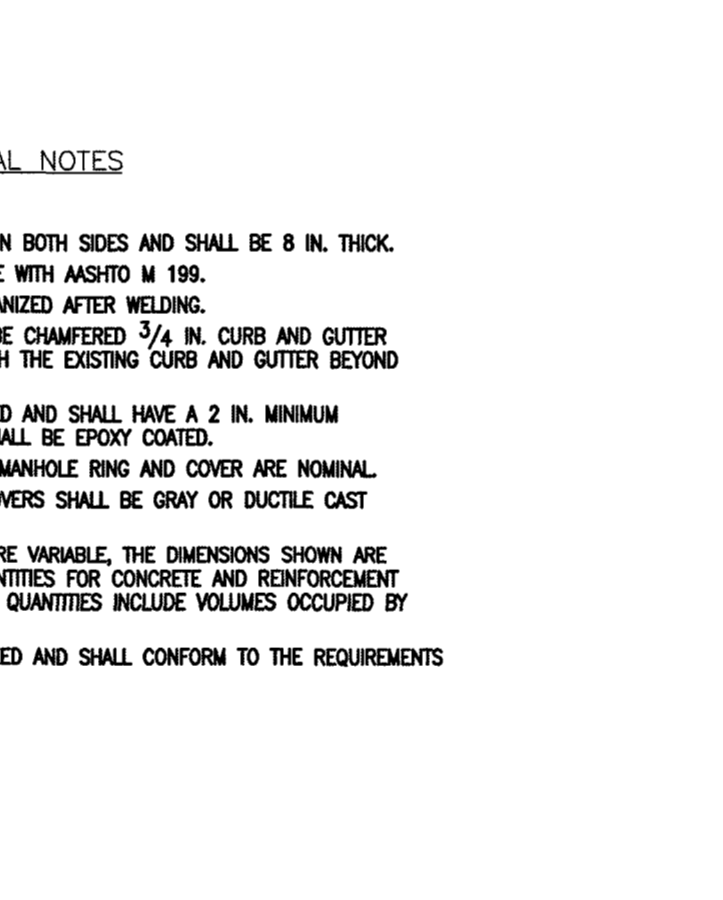 AL NOTES
N BOTH SIDES AND SHALL BE 8 IN. THICK.
E WITH AASHTO M 199.
ANIZED AFTER WELDING.
BE CHAMFERED 3/4 IN. CURB AND GUTTER
H THE EXISTING CURB AND GUTTER BEYOND
D AND SHALL HAVE A 2 IN. MINIMUM
HALL BE EPOXY COATED.
MANHOLE RING AND COVER ARE NOMINAL.
OVERS SHALL BE GRAY OR DUCTILE CAST
RE VARIABLE, THE DIMENSIONS SHOWN ARE
NTITIES FOR CONCRETE AND REINFORCEMENT
QUANTITIES INCLUDE VOLUMES OCCUPIED BY
ED AND SHALL CONFORM TO THE REQUIREMENTS